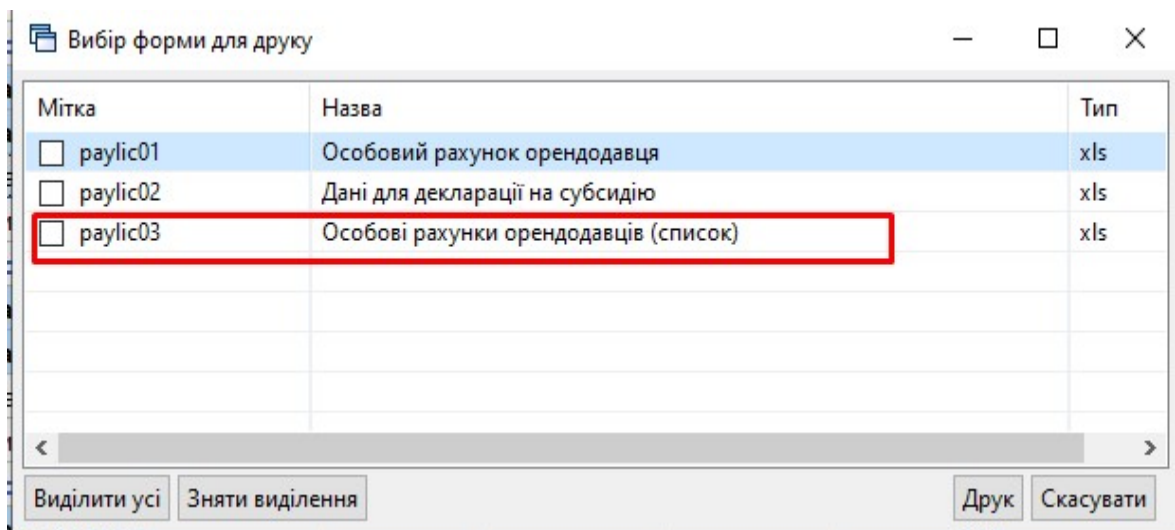 Вибір форми для друку
Мітка Назва Тип
paylic01 Особовий рахунок орендодавця xls
paylic02 Дані для декларації на субсидію xls
paylic03 Особові рахунки орендодавців (список) xls
Виділити усі Зняти виділення Друк Скасувати